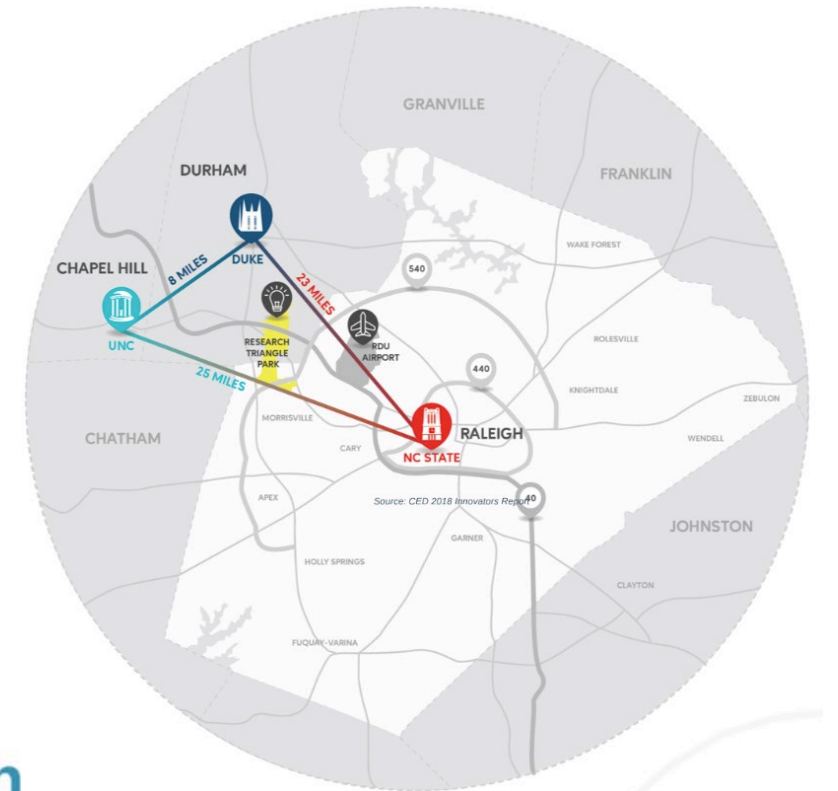 GRANVILLE
DURHAM
FRANKLIN
WAKE FOREST
DUKE
8 MILES
CHAPEL HILL
540
23 MILES
UNC
RESEARCH
TRIANGLE
PARK
RDU
AIRPORT
ROLESVILLE
25 MILES
440
KNIGHTDALE
ZEBULON
MORRISVILLE
CHATHAM
RALEIGH
WENDELL
CARY
NC STATE
APEX
Source: CED 2018 Innovators Report
40
JOHNSTON
GARNER
HOLLY SPRINGS
CLAYTON
FUQUAY-VARINA